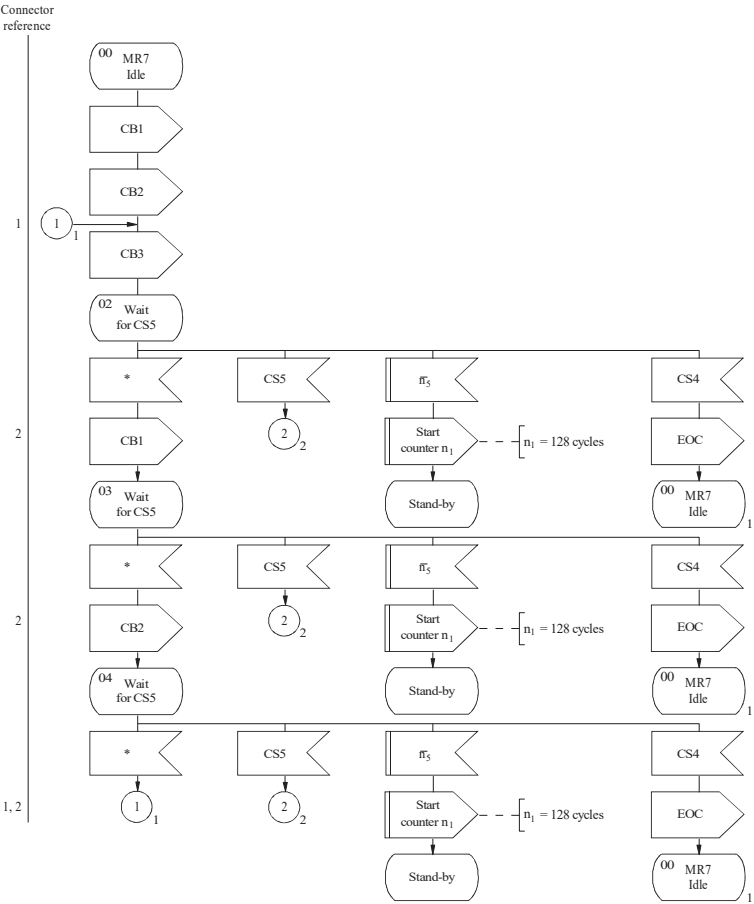 Connector
reference
00 MR7
Idle
CB1
CB2
1
1
1
CB3
02 Wait
for CS5
*
CS5
n̅5
CS4
2
CB1
2
2
Start
counter n1
n1 = 128 cycles
EOC
03 Wait
for CS5
Stand-by
00 MR7
Idle
1
*
CS5
n̅5
CS4
2
CB2
2
2
Start
counter n1
n1 = 128 cycles
EOC
04 Wait
for CS5
Stand-by
00 MR7
Idle
1
*
CS5
n̅5
CS4
1, 2
1
1
2
2
Start
counter n1
n1 = 128 cycles
EOC
Stand-by
00 MR7
Idle
1